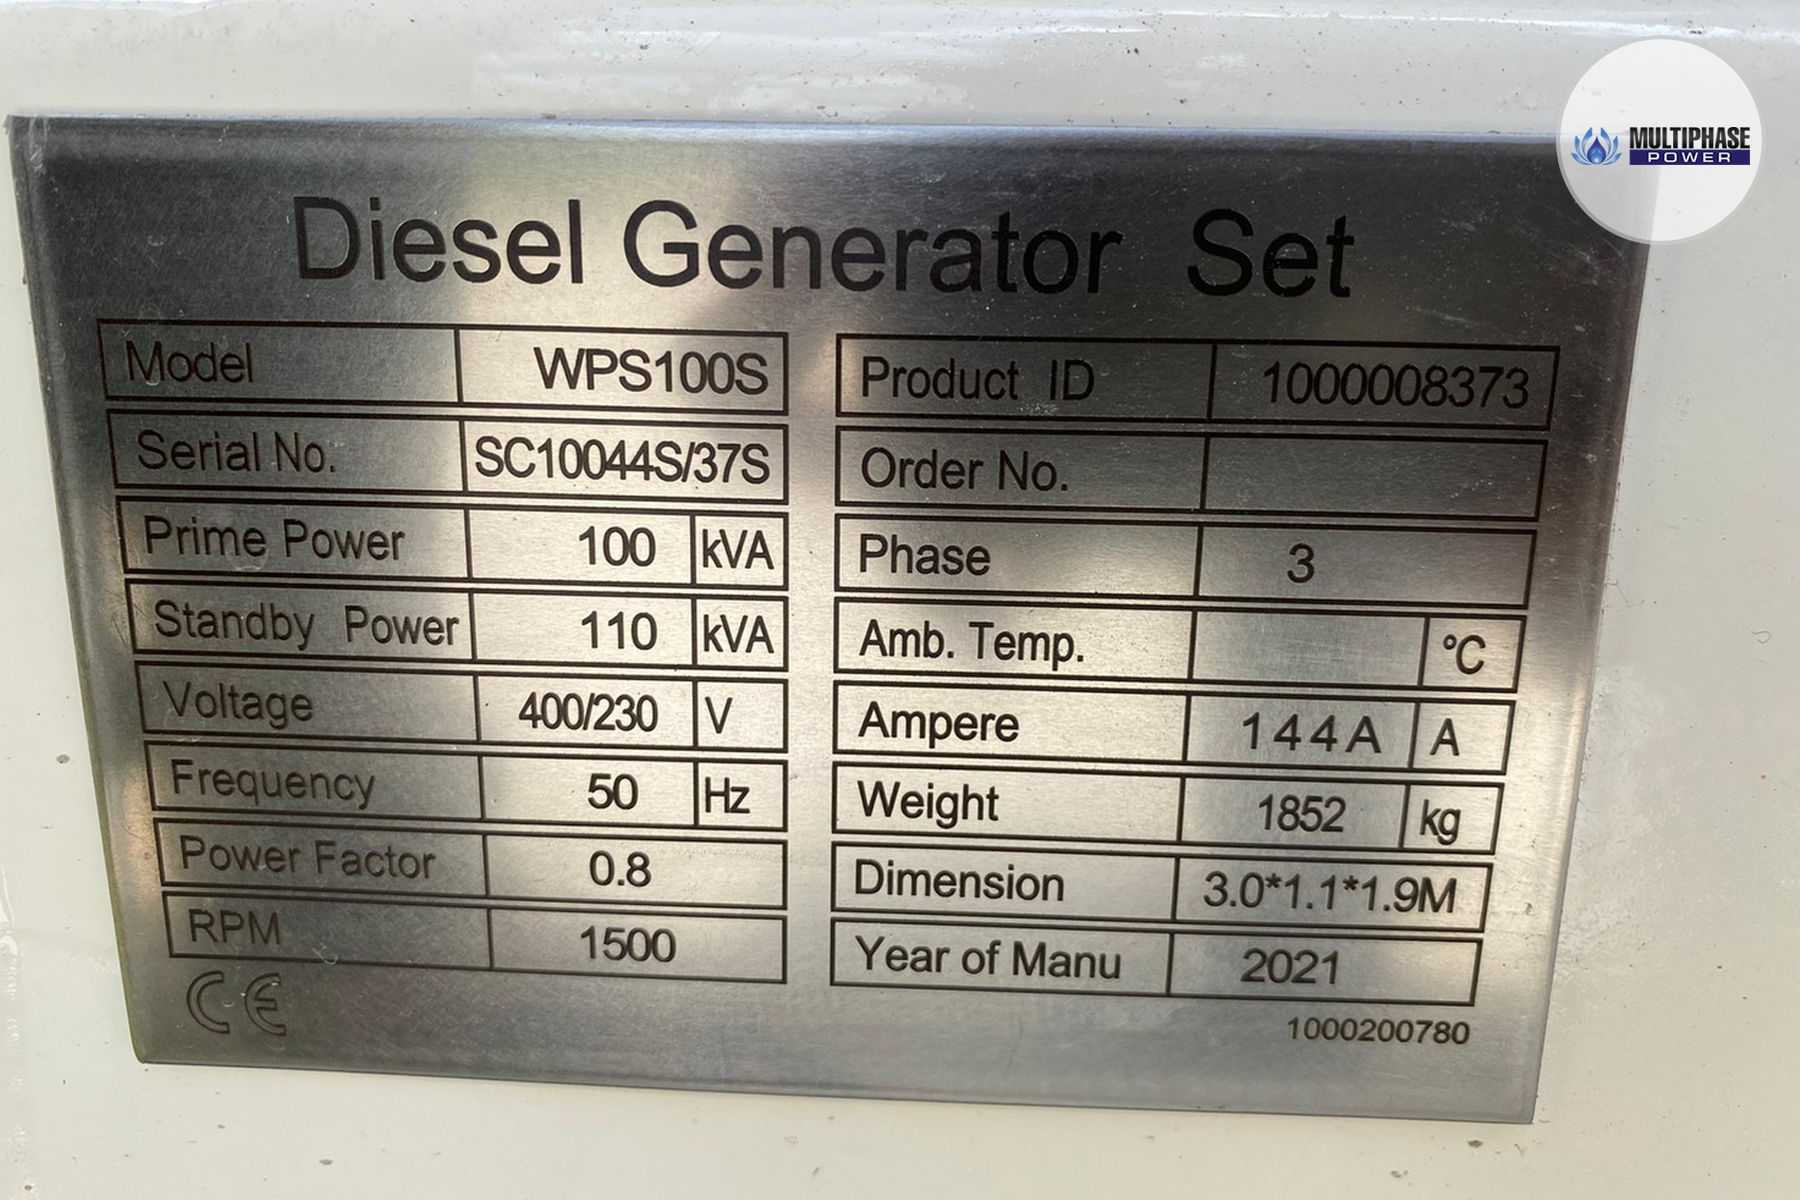 MULTIPHASE
POWER
Diesel Generator Set
Model WPS100S
Serial No. SC10044S/37S
Prime Power 100 kVA
Standby Power 110 kVA
Voltage 400/230 V
Frequency 50 Hz
Power Factor 0.8
RPM 1500
CE
Product ID 1000008373
Order No.
Phase 3
Amb. Temp. °C
Ampere 144A A
Weight 1852 kg
Dimension 3.0*1.1*1.9M
Year of Manu 2021
1000200780